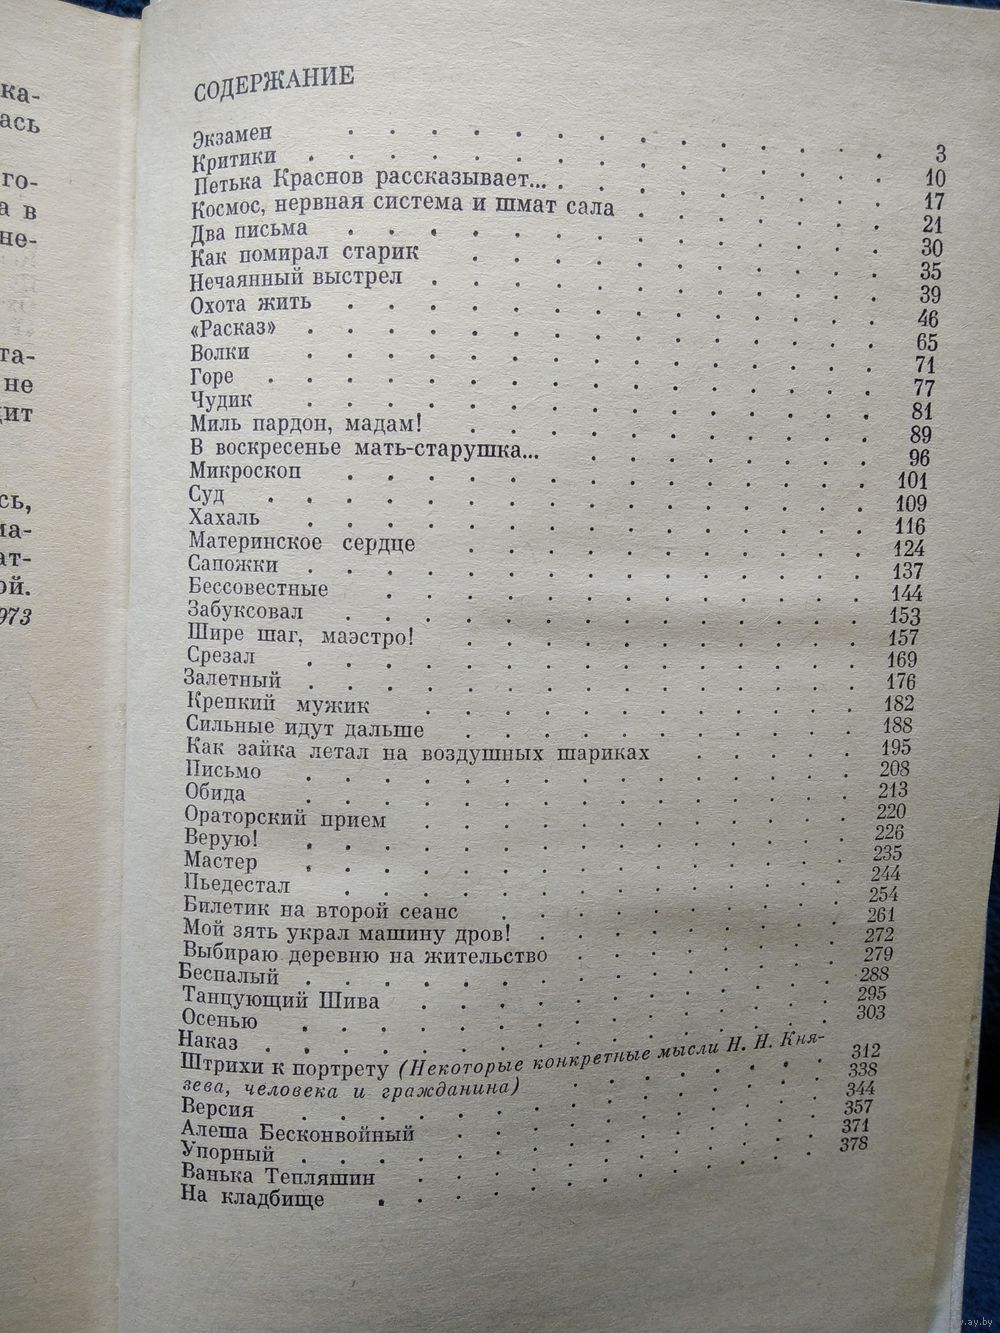 ка-
ась
го-
а в
не-
та-
не
ит
сь,
ат-
ой.
973
СОДЕРЖАНИЕ
Экзамен . . . . . . . . . . . . . 3
Критики . . . . . . . . . . . . . 10
Петька Краснов рассказывает... . . . . . . . . 17
Космос, нервная система и шмат сала . . . . . . 21
Два письма . . . . . . . . . . . . 30
Как помирал старик . . . . . . . . . . 35
Нечаянный выстрел . . . . . . . . . . 39
Охота жить . . . . . . . . . . . . 46
«Расказ» . . . . . . . . . . . . . 65
Волки . . . . . . . . . . . . . 71
Горе . . . . . . . . . . . . . . 77
Чудик . . . . . . . . . . . . . 81
Миль пардон, мадам! . . . . . . . . . . 89
В воскресенье мать-старушка... . . . . . . . 96
Микроскоп . . . . . . . . . . . . 101
Суд . . . . . . . . . . . . . . 109
Хахаль . . . . . . . . . . . . . 116
Материнское сердце . . . . . . . . . . 124
Сапожки . . . . . . . . . . . . . 137
Бессовестные . . . . . . . . . . . 144
Забуксовал . . . . . . . . . . . . 153
Шире шаг, маэстро! . . . . . . . . . . 157
Срезал . . . . . . . . . . . . . 169
Залетный . . . . . . . . . . . . . 176
Крепкий мужик . . . . . . . . . . . 182
Сильные идут дальше . . . . . . . . . . 188
Как зайка летал на воздушных шариках . . . . . 195
Письмо . . . . . . . . . . . . . 208
Обида . . . . . . . . . . . . . 213
Ораторский прием . . . . . . . . . . . 220
Верую! . . . . . . . . . . . . . 226
Мастер . . . . . . . . . . . . . 235
Пьедестал . . . . . . . . . . . . 244
Билетик на второй сеанс . . . . . . . . . 254
Мой зять украл машину дров! . . . . . . . . 261
Выбираю деревню на жительство . . . . . . . 272
Беспалый . . . . . . . . . . . . . 279
Танцующий Шива . . . . . . . . . . . 288
Осенью . . . . . . . . . . . . . 295
Наказ . . . . . . . . . . . . . . 303
Штрихи к портрету (Некоторые конкретные мысли Н. Н. Кня-
зева, человека и гражданина) . . . . . . . 312
Версия . . . . . . . . . . . . . 338
Алеша Бесконвойный . . . . . . . . . . 344
Упорный . . . . . . . . . . . . . 357
Ванька Тепляшин . . . . . . . . . . . 371
На кладбище . . . . . . . . . . . . 378
ay.by